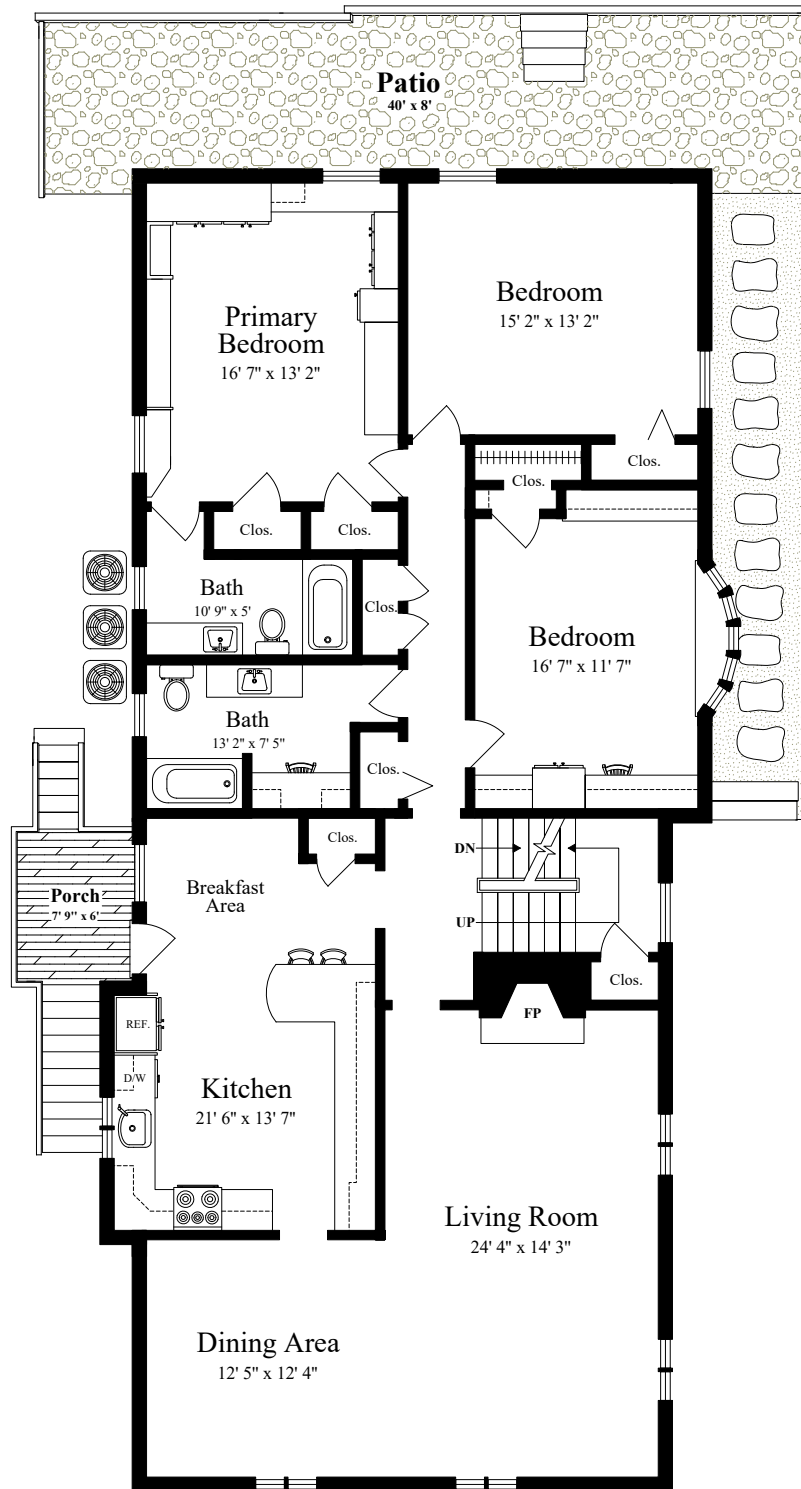 Patio
40' x 8'
Primary
Bedroom
16' 7" x 13' 2"
Bedroom
15' 2" x 13' 2"
Clos.
Clos.
Clos.
Clos.
Bath
10' 9" x 5'
Clos.
Bedroom
16' 7" x 11' 7"
Bath
13' 2" x 7' 5"
Clos.
Clos.
DN
Breakfast
Area
Porch
7' 9" x 6'
UP
Clos.
REF.
FP
D/W
Kitchen
21' 6" x 13' 7"
Living Room
24' 4" x 14' 3"
Dining Area
12' 5" x 12' 4"